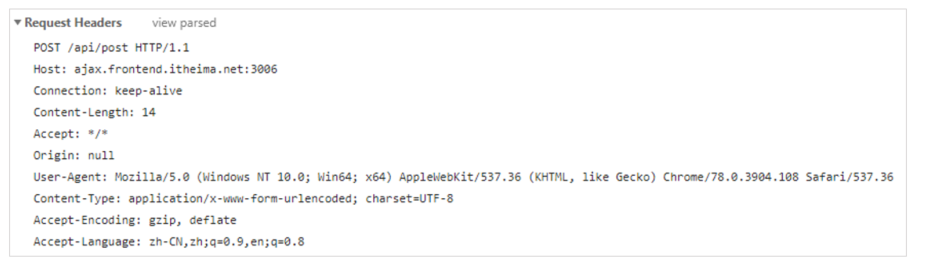 ▼ Request Headers view parsed
POST /api/post HTTP/1.1
Host: ajax.frontend.itheima.net:3006
Connection: keep-alive
Content-Length: 14
Accept: */*
Origin: null
User-Agent: Mozilla/5.0 (Windows NT 10.0; Win64; x64) AppleWebKit/537.36 (KHTML, like Gecko) Chrome/78.0.3904.108 Safari/537.36
Content-Type: application/x-www-form-urlencoded; charset=UTF-8
Accept-Encoding: gzip, deflate
Accept-Language: zh-CN,zh;q=0.9,en;q=0.8